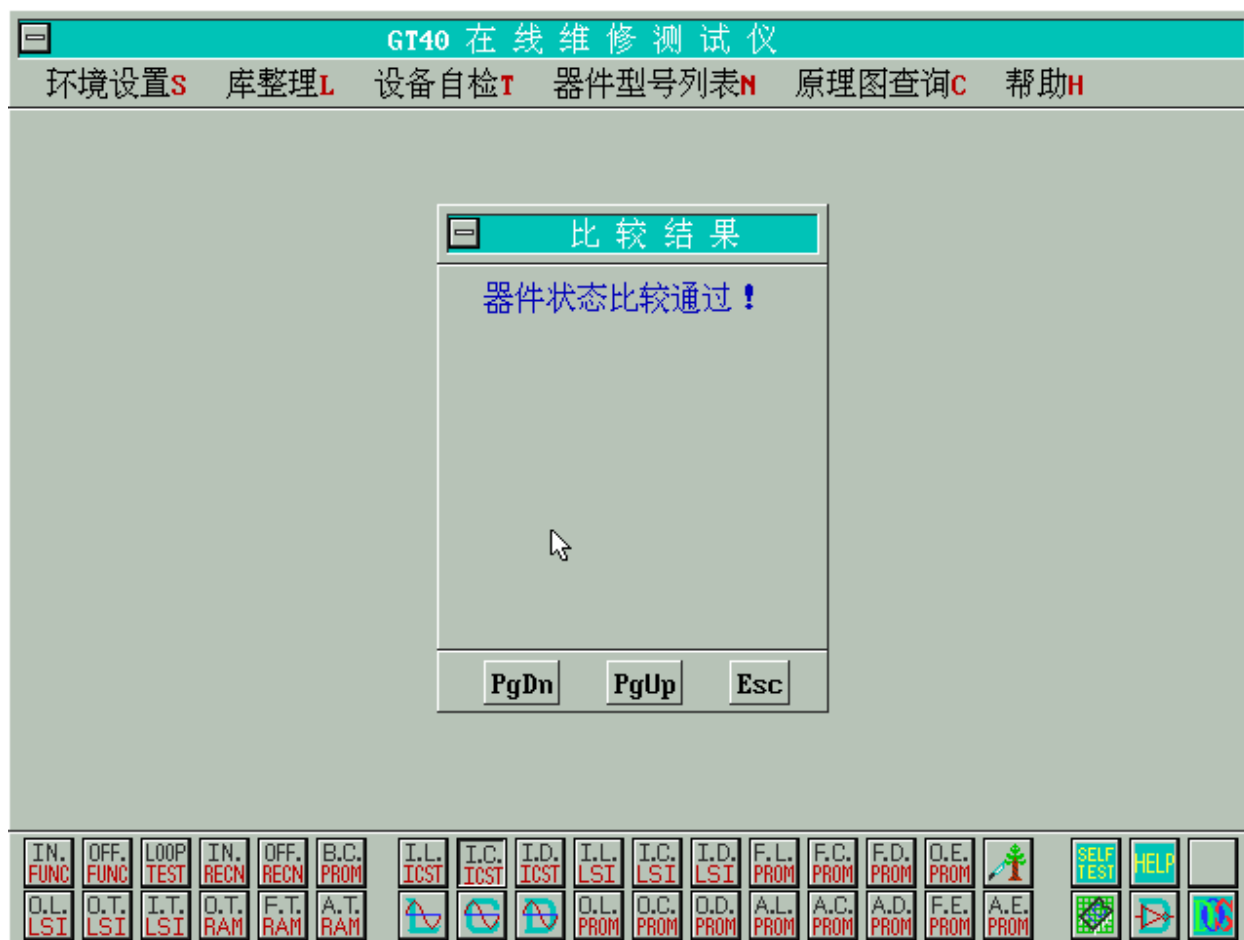 GT40 在线维修测试仪
环境设置S 库整理L 设备自检T 器件型号列表N 原理图查询C 帮助H
比较结果
器件状态比较通过！
PgDn PgUp Esc
IN. FUNC OFF. FUNC LOOP TEST IN. RECN OFF. RECN B.C. PROM I.L. ICST I.C. ICST I.D. ICST I.L. LSI I.C. LSI I.D. LSI F.L. PROM F.C. PROM F.D. PROM O.E. PROM SELF TEST HELP
O.L. LSI O.T. LSI I.T. LSI O.T. RAM F.T. RAM A.T. RAM O.L. PROM O.C. PROM O.D. PROM A.L. PROM A.C. PROM A.D. PROM F.E. PROM A.E. PROM DOS